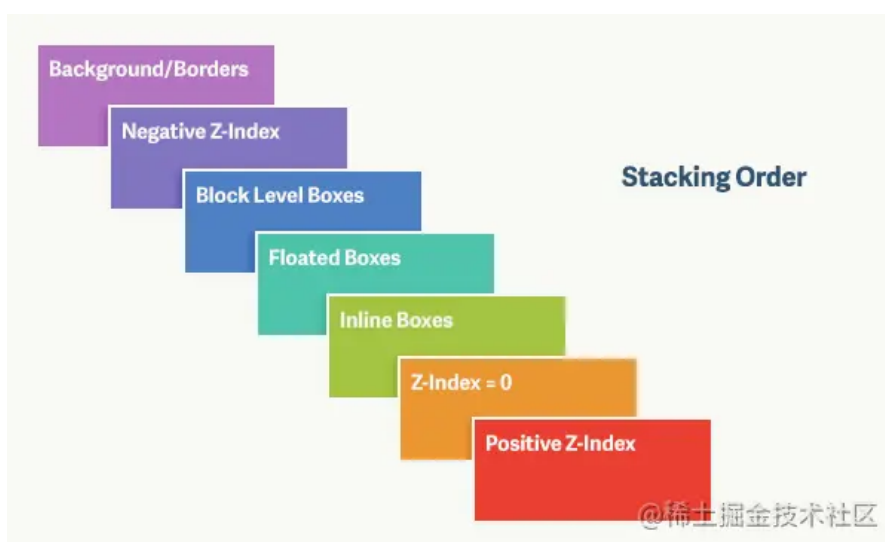 Background/Borders
Negative Z-Index
Stacking Order
Block Level Boxes
Floated Boxes
Inline Boxes
Z-Index = 0
Positive Z-Index
@稀土掘金技术社区